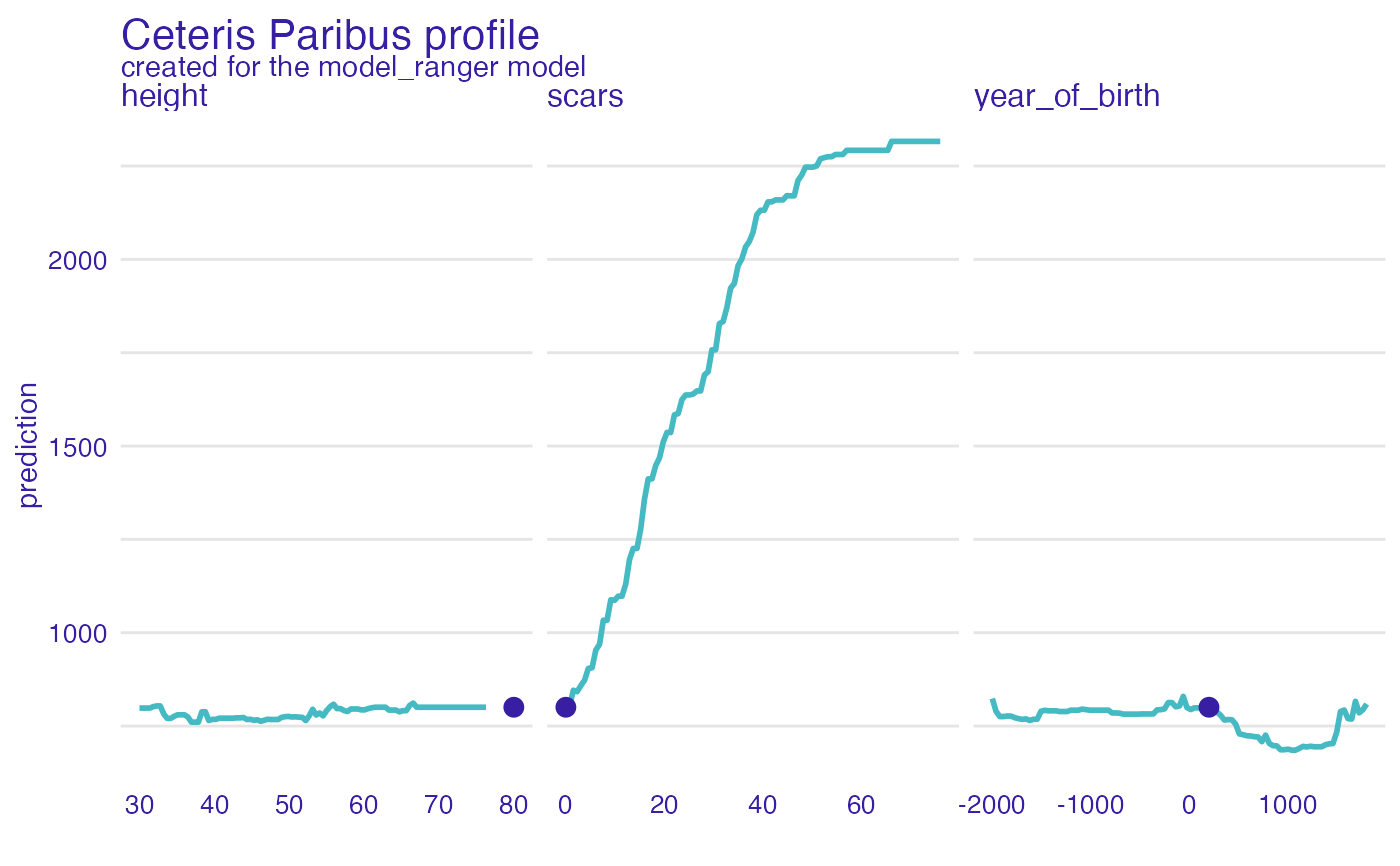 Ceteris Paribus profile
created for the model_ranger model
height scars year_of_birth
2000
1500
1000
prediction
30 40 50 60 70 80 0 20 40 60 -2000 -1000 0 1000